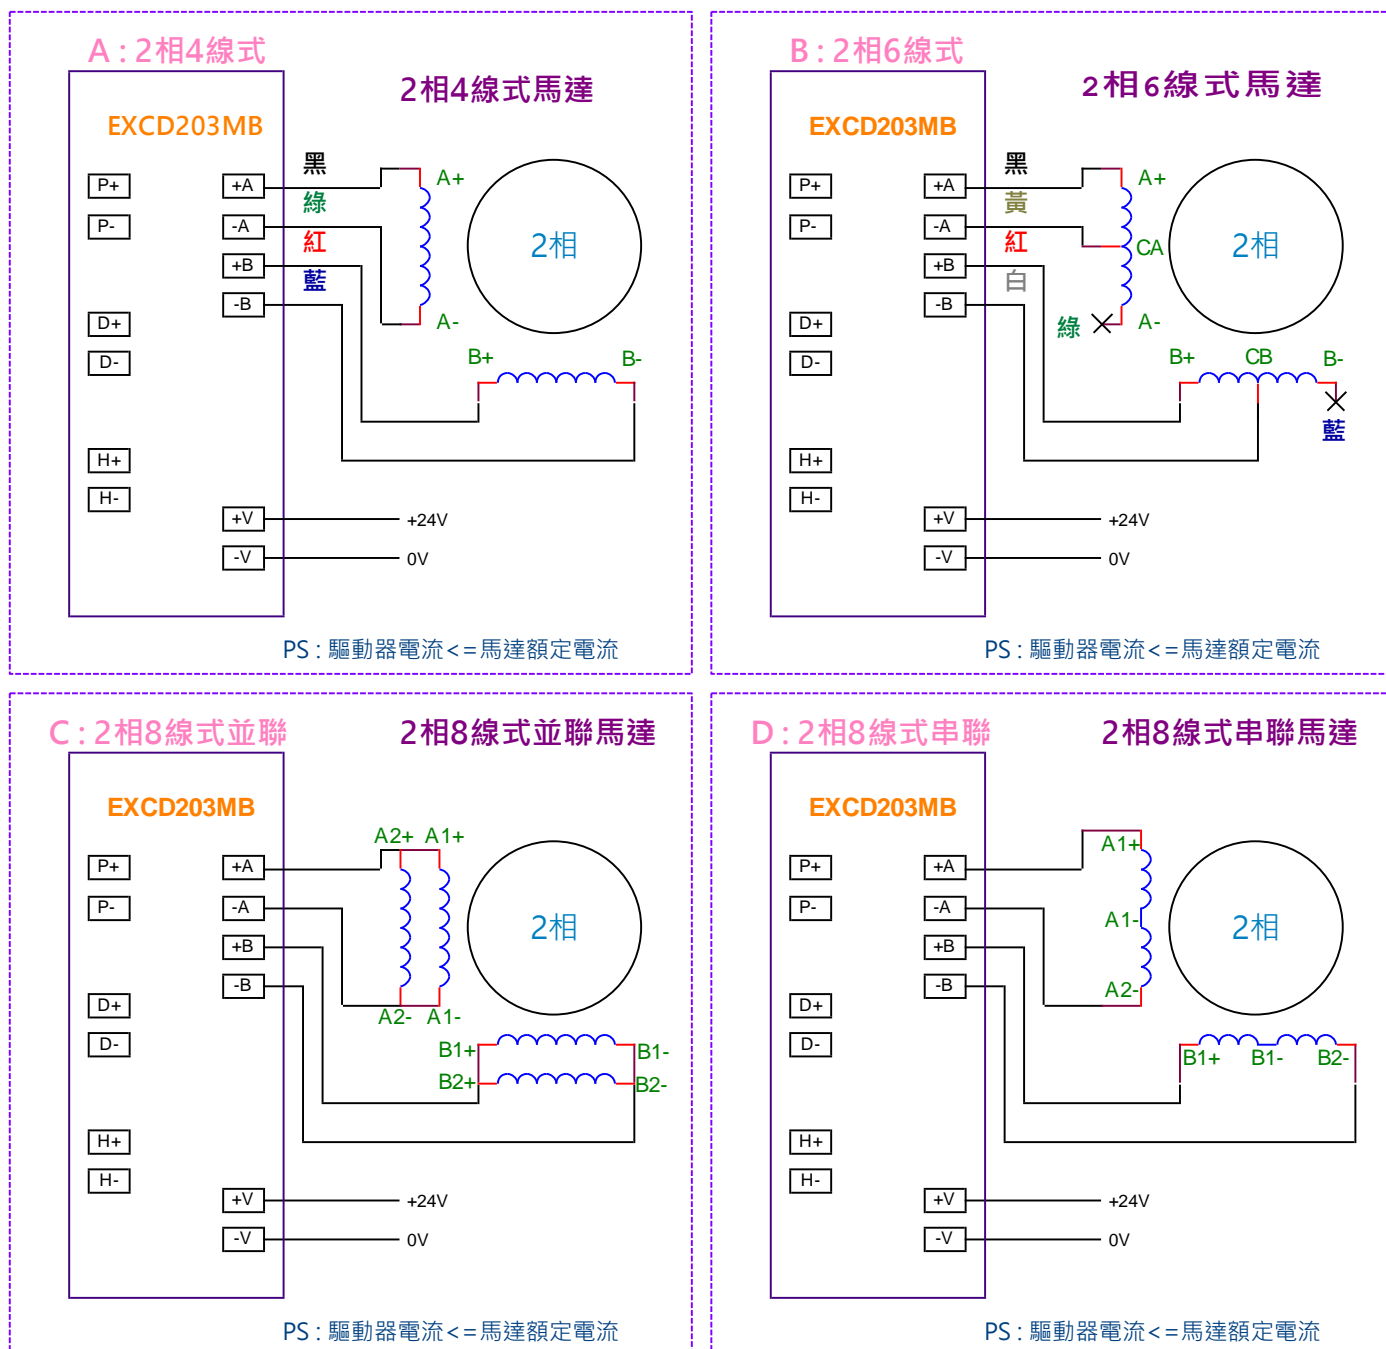 A : 2相4線式
2相4線式馬達
EXCD203MB
P+
P-
D+
D-
H+
H-
+A
-A
+B
-B
+V
-V
黑
綠
紅
藍
A+
A-
B+
B-
2相
+24V
0V
PS : 驅動器電流<=馬達額定電流
B : 2相6線式
2相6線式馬達
EXCD203MB
P+
P-
D+
D-
H+
H-
+A
-A
+B
-B
+V
-V
黑
黃
紅
白
綠
A+
CA
A-
B+
CB
B-
藍
2相
+24V
0V
PS : 驅動器電流<=馬達額定電流
C : 2相8線式並聯
2相8線式並聯馬達
EXCD203MB
P+
P-
D+
D-
H+
H-
+A
-A
+B
-B
+V
-V
A2+ A1+
A2- A1-
B1+
B1-
B2+
B2-
2相
+24V
0V
PS : 驅動器電流<=馬達額定電流
D : 2相8線式串聯
2相8線式串聯馬達
EXCD203MB
P+
P-
D+
D-
H+
H-
+A
-A
+B
-B
+V
-V
A1+
A1-
A2-
B1+ B1- B2-
2相
+24V
0V
PS : 驅動器電流<=馬達額定電流